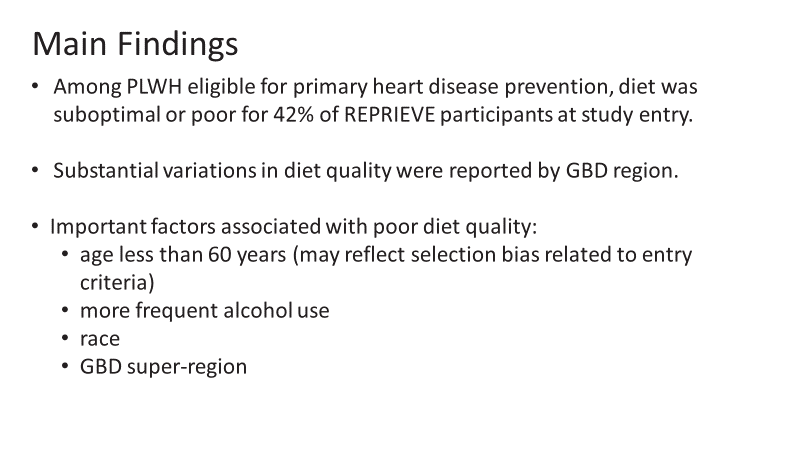 Main Findings
• Among PLWH eligible for primary heart disease prevention, diet was
suboptimal or poor for 42% of REPRIEVE participants at study entry.
• Substantial variations in diet quality were reported by GBD region.
• Important factors associated with poor diet quality:
• age less than 60 years (may reflect selection bias related to entry
criteria)
• more frequent alcohol use
• race
• GBD super-region